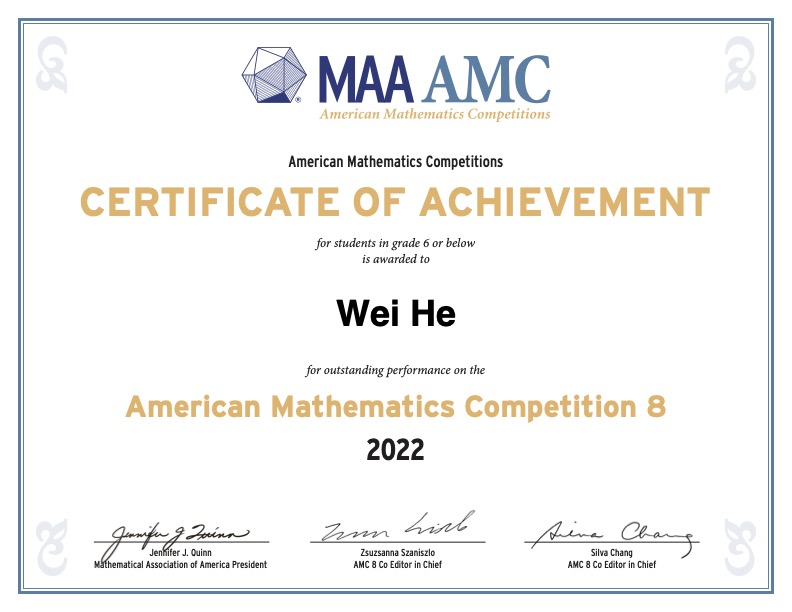 MAA AMC
American Mathematics Competitions
American Mathematics Competitions
CERTIFICATE OF ACHIEVEMENT
for students in grade 6 or below
is awarded to
Wei He
for outstanding performance on the
American Mathematics Competition 8
2022
Jennifer J. Quinn
Jennifer J. Quinn
Mathematical Association of America President
Zsuzsanna Szaniszlo
AMC 8 Co Editor in Chief
Silva Chang
Silva Chang
AMC 8 Co Editor in Chief